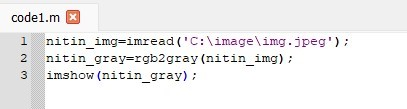 code1.m
1 nitin_img=imread('C:\image\img.jpeg');
2 nitin_gray=rgb2gray(nitin_img);
3 imshow(nitin_gray);